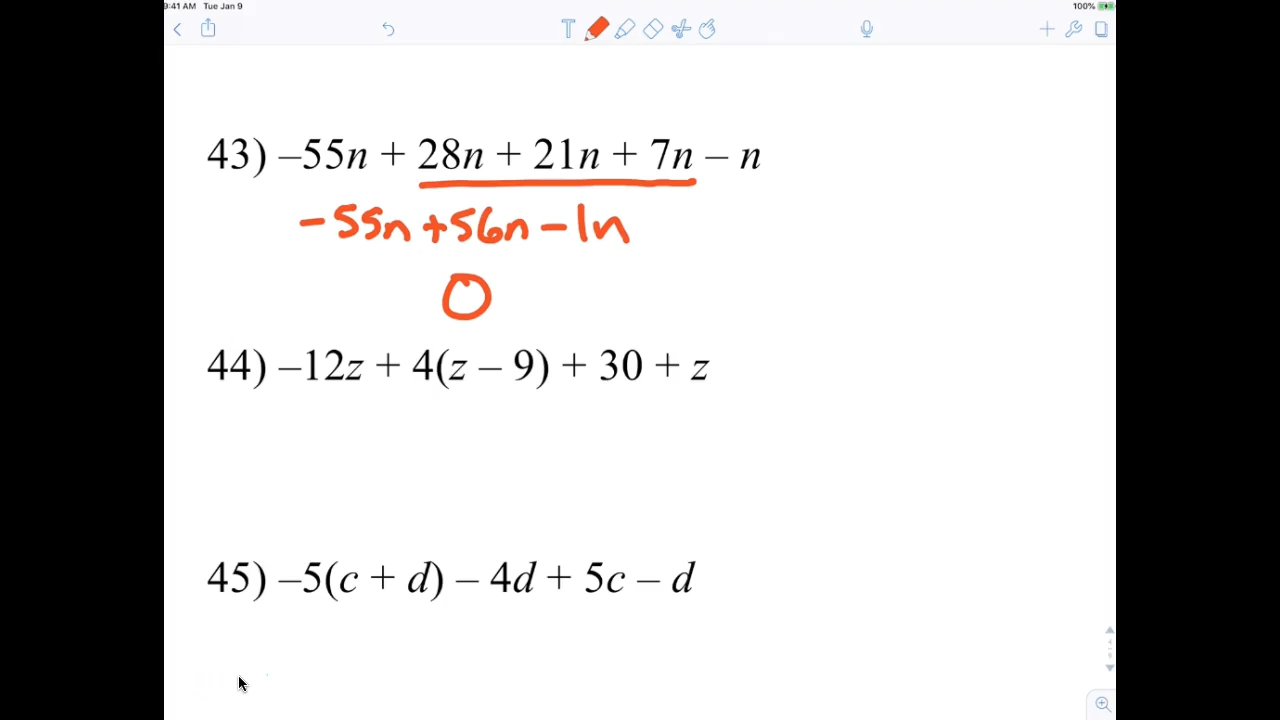 9:41 AM Tue Jan 9 100%
T
43) –55n + 28n + 21n + 7n – n
-55n +56n -1n
0
44) –12z + 4(z – 9) + 30 + z
45) –5(c + d) – 4d + 5c – d